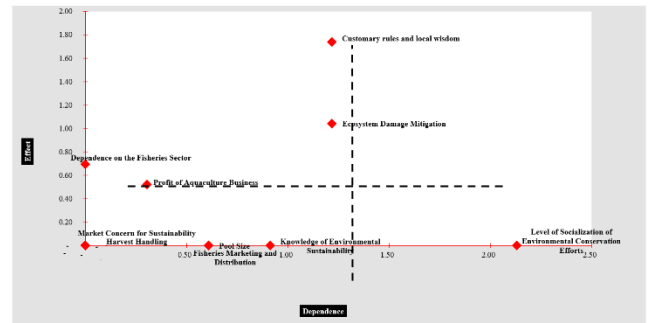 2.00
1.80
Customary rules and local wisdom
1.60
1.40
1.20
1.00
Ecosystem Damage Mitigation
0.80
Dependence on the Fisheries Sector
0.60
Profit of Aquaculture Business
0.40
0.20
Market Concern for Sustainability
Harvest Handling
Pool Size
Fisheries Marketing and
Distribution
Knowledge of Environmental
Sustainability
Level of Socialization of
Environmental Conservation
Efforts
-
-
-
0.50
1.00
1.50
2.00
2.50
Effect
Dependence